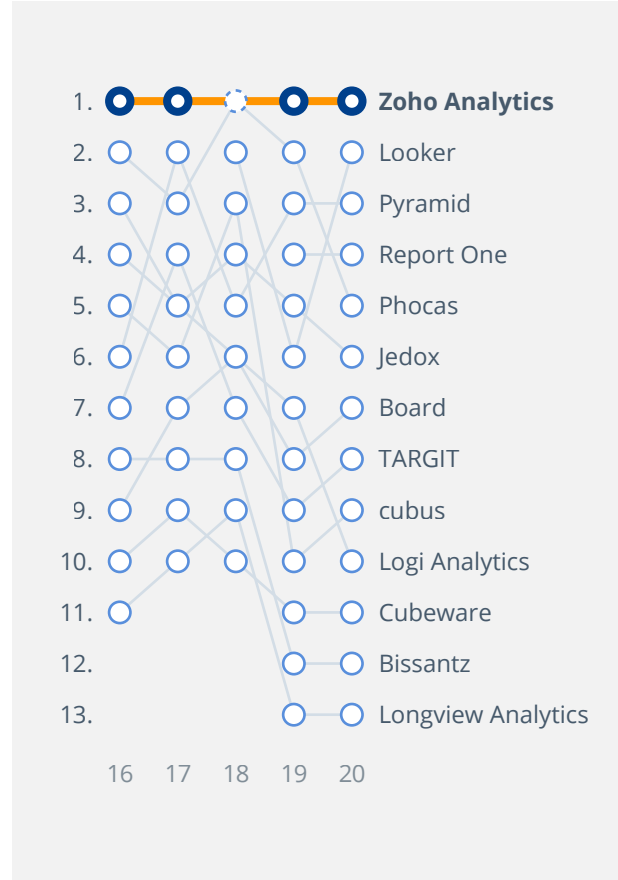 1. Zoho Analytics
2. Looker
3. Pyramid
4. Report One
5. Phocas
6. Jedox
7. Board
8. TARGIT
9. cubus
10. Logi Analytics
11. Cubeware
12. Bissantz
13. Longview Analytics
16 17 18 19 20